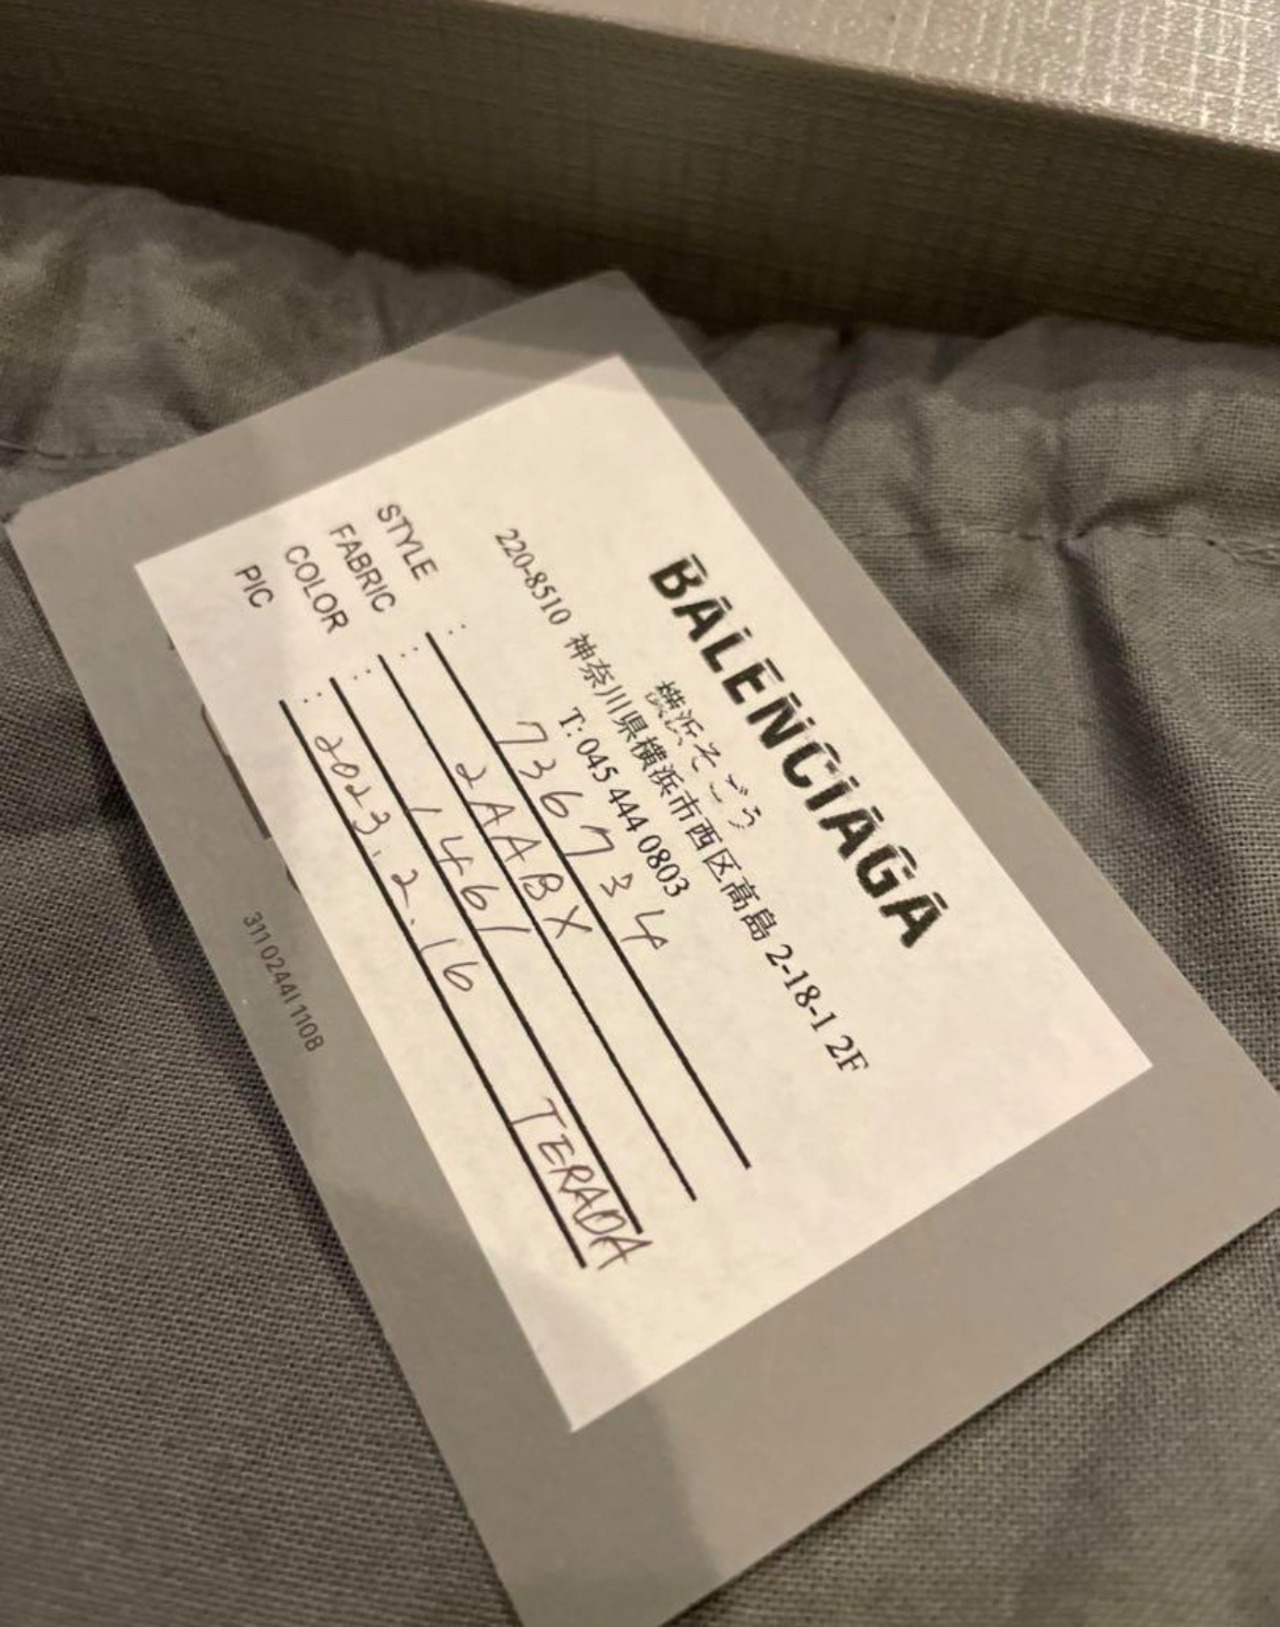 BALENCIAGA
横浜そごう
220-8510 神奈川県横浜市西区高島 2-18-1 2F
T: 045 444 0803
STYLE : 736734
FABRIC : 2AABX
COLOR : 1461
PIC : 2023.2.16 TERADA
311 02441 1108